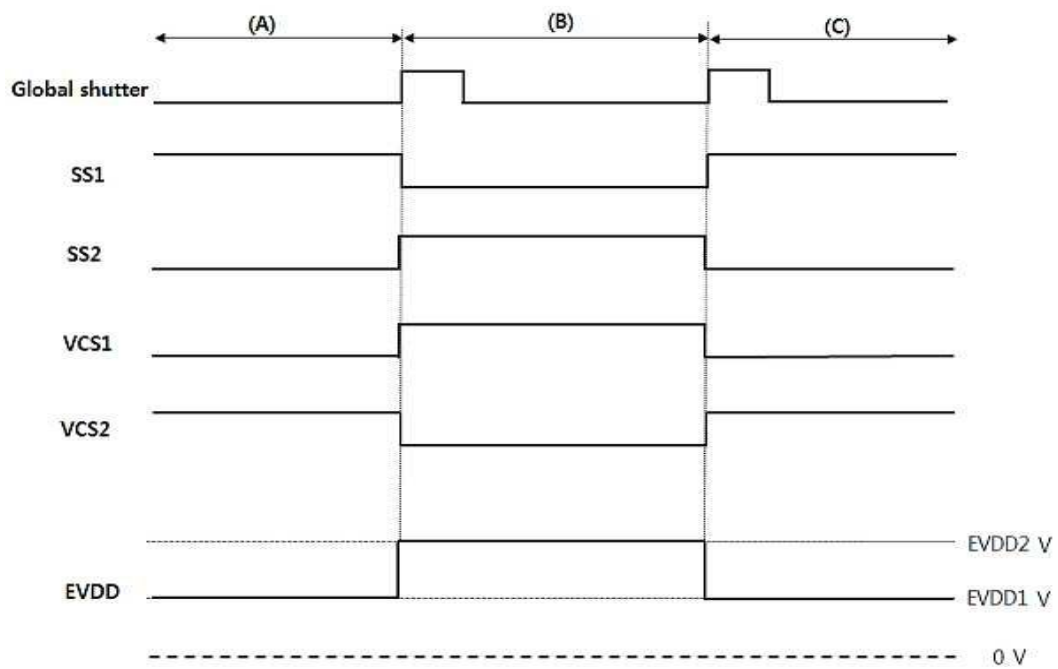 (A)
(B)
(C)
Global shutter
SS1
SS2
VCS1
VCS2
EVDD2 V
EVDD
EVDD1 V
0 V